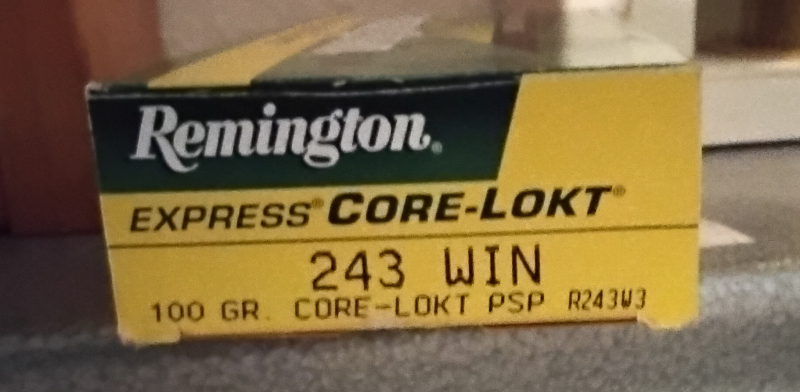 Remington®
EXPRESS® CORE-LOKT®
243 WIN
100 GR. CORE-LOKT PSP R243W3